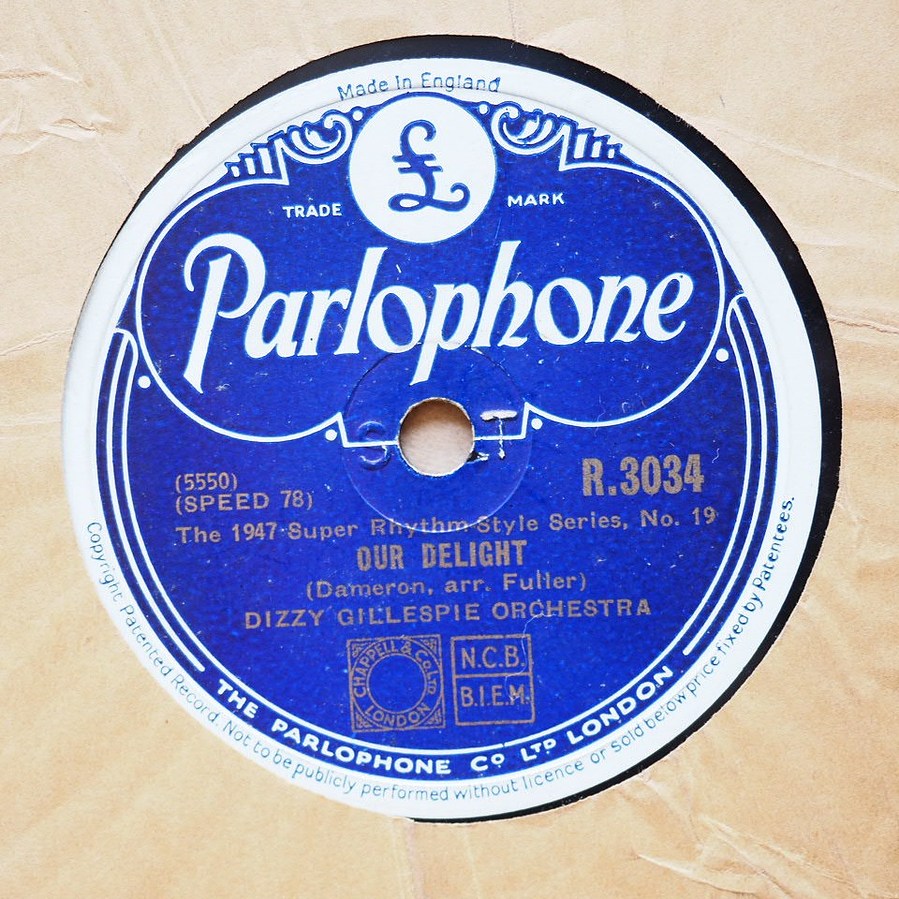 Made in England
£
TRADE MARK
Parlophone
(5550)
(SPEED 78)
R.3034
The 1947 Super Rhythm-Style Series, No. 19
OUR DELIGHT
(Dameron, arr. Fuller)
DIZZY GILLESPIE ORCHESTRA
CHAPPELL & CO LTD
LONDON
N.C.B.
B.I.E.M.
THE PARLOPHONE CO LTD LONDON
Copyright Patented Record. Not to be publicly performed without licence or sold below price fixed by Patentees.